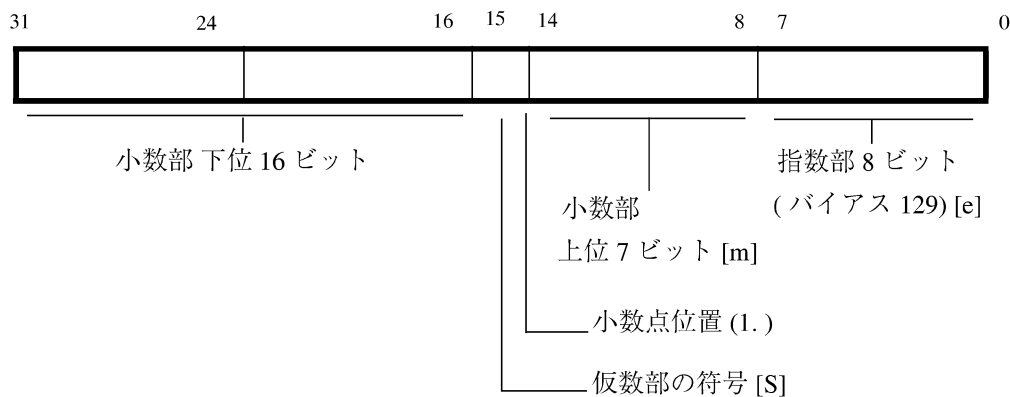 31 24 16 15 14 8 7 0
小数部 下位 16 ビット
指数部 8 ビット
( バイアス 129) [e]
小数部
上位 7 ビット [m]
小数点位置 (1. )
仮数部の符号 [S]